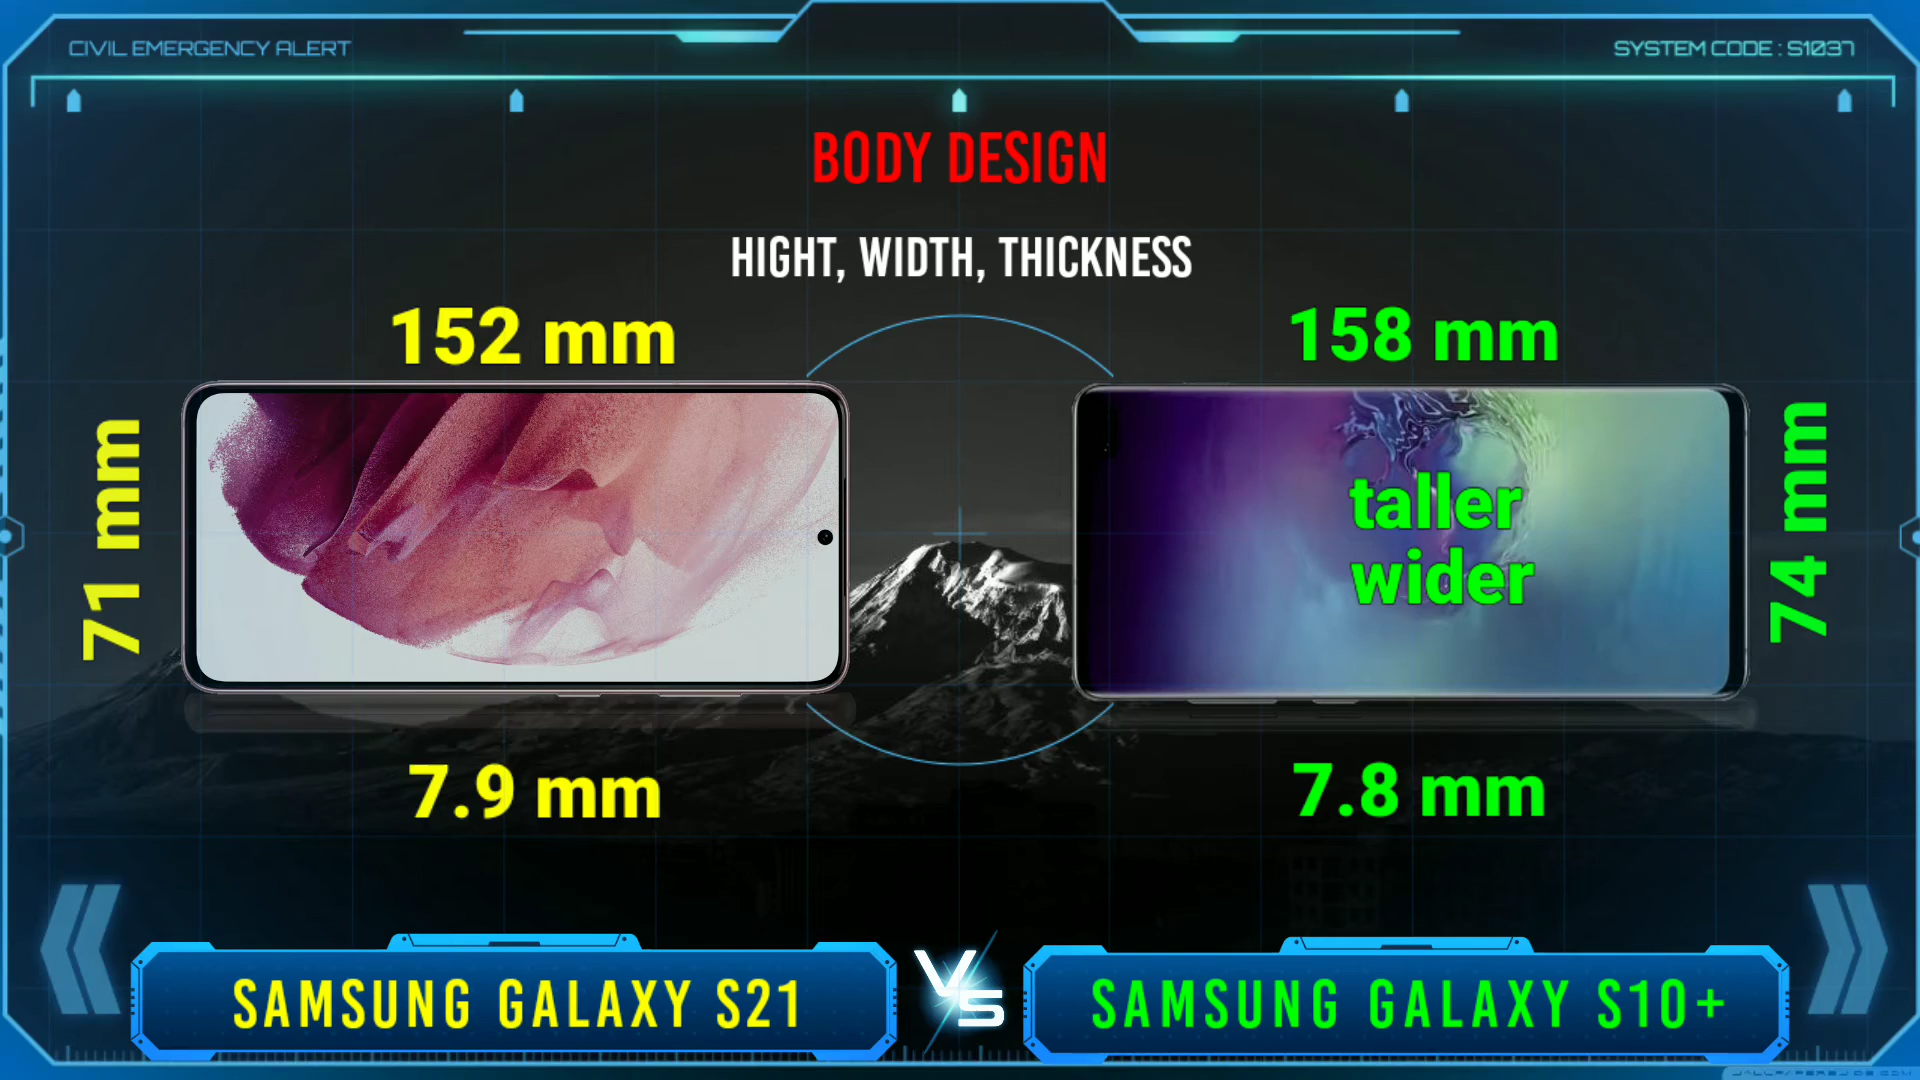 CIVIL EMERGENCY ALERT
SYSTEM CODE : S1037
BODY DESIGN
HIGHT, WIDTH, THICKNESS
152 mm
158 mm
71 mm
taller
wider
74 mm
7.9 mm
7.8 mm
SAMSUNG GALAXY S21
VS
SAMSUNG GALAXY S10+